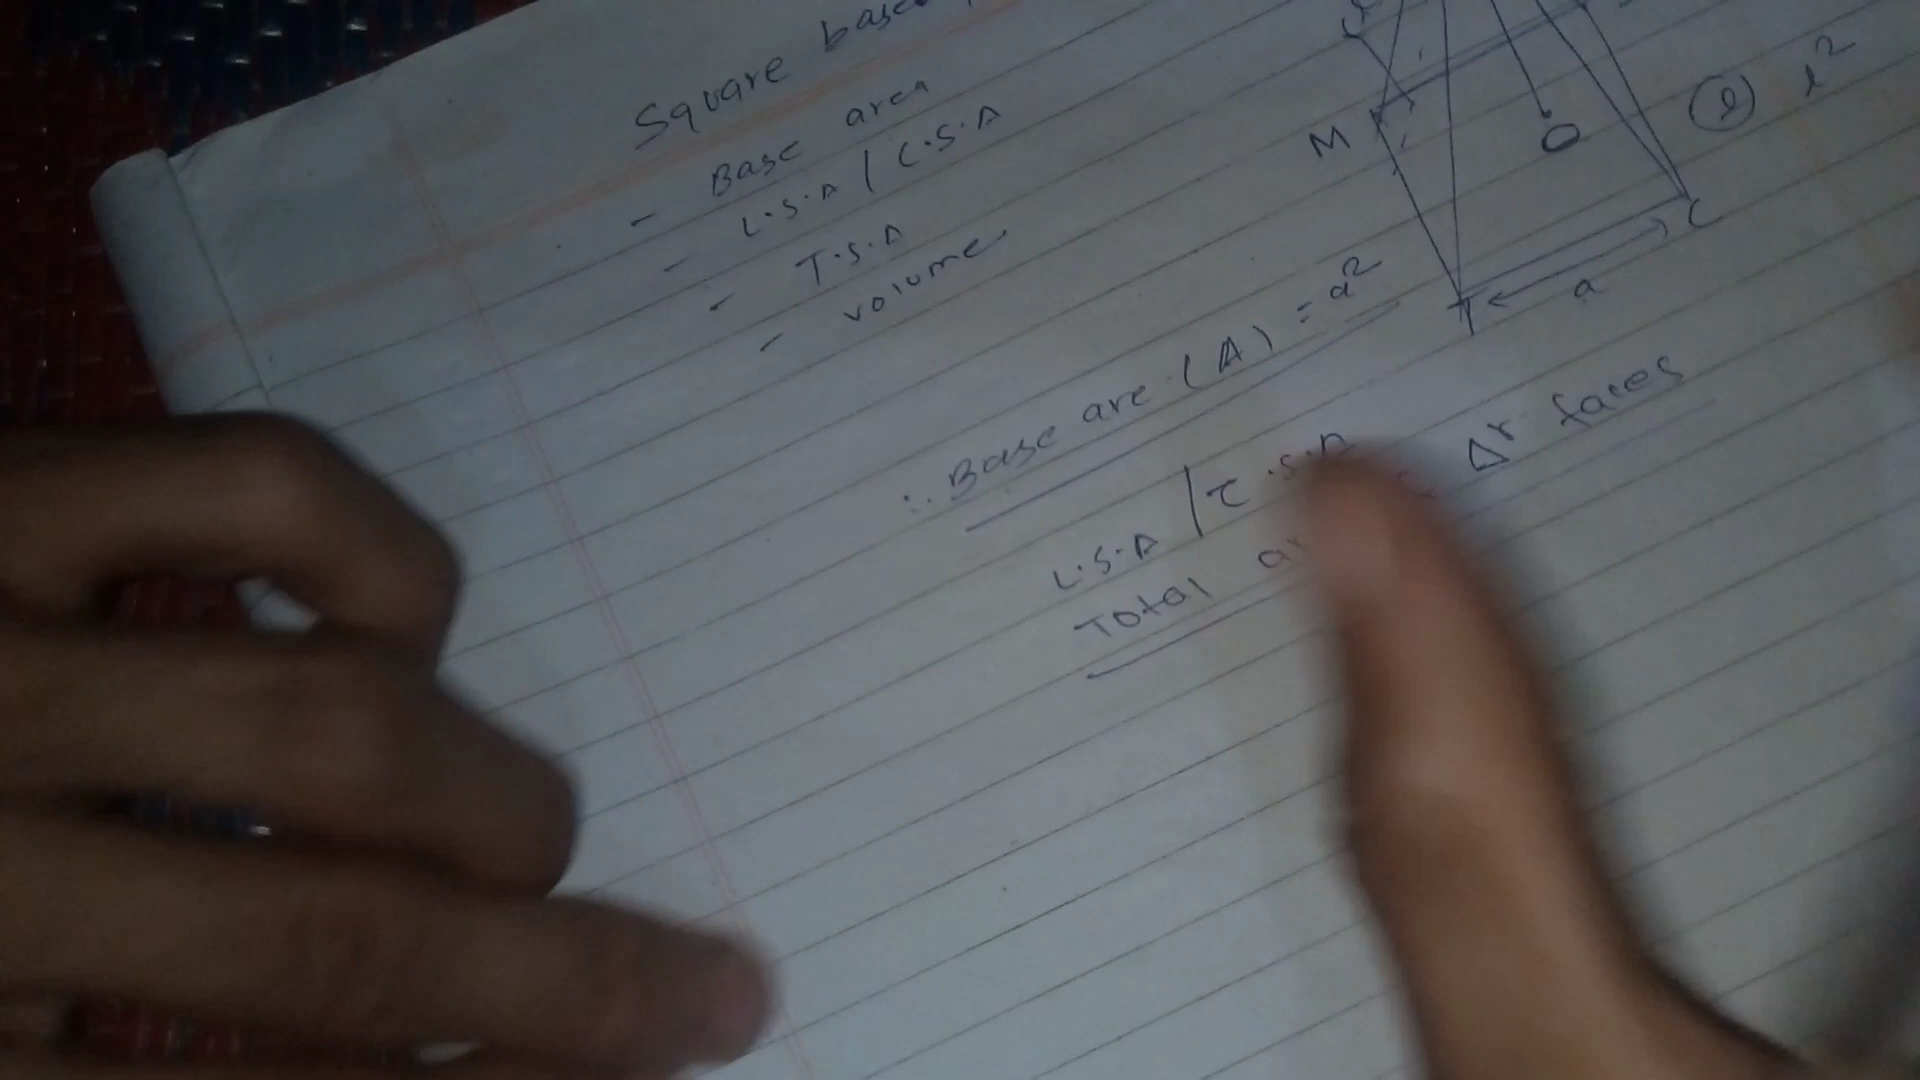 Square base
- Base area
- L.S.A / C.S.A
- T.S.A
- volume
M
O
C
T
a
l l²
∴ Base are (A) = a²
L.S.A / C.S.A
Total Δr faces